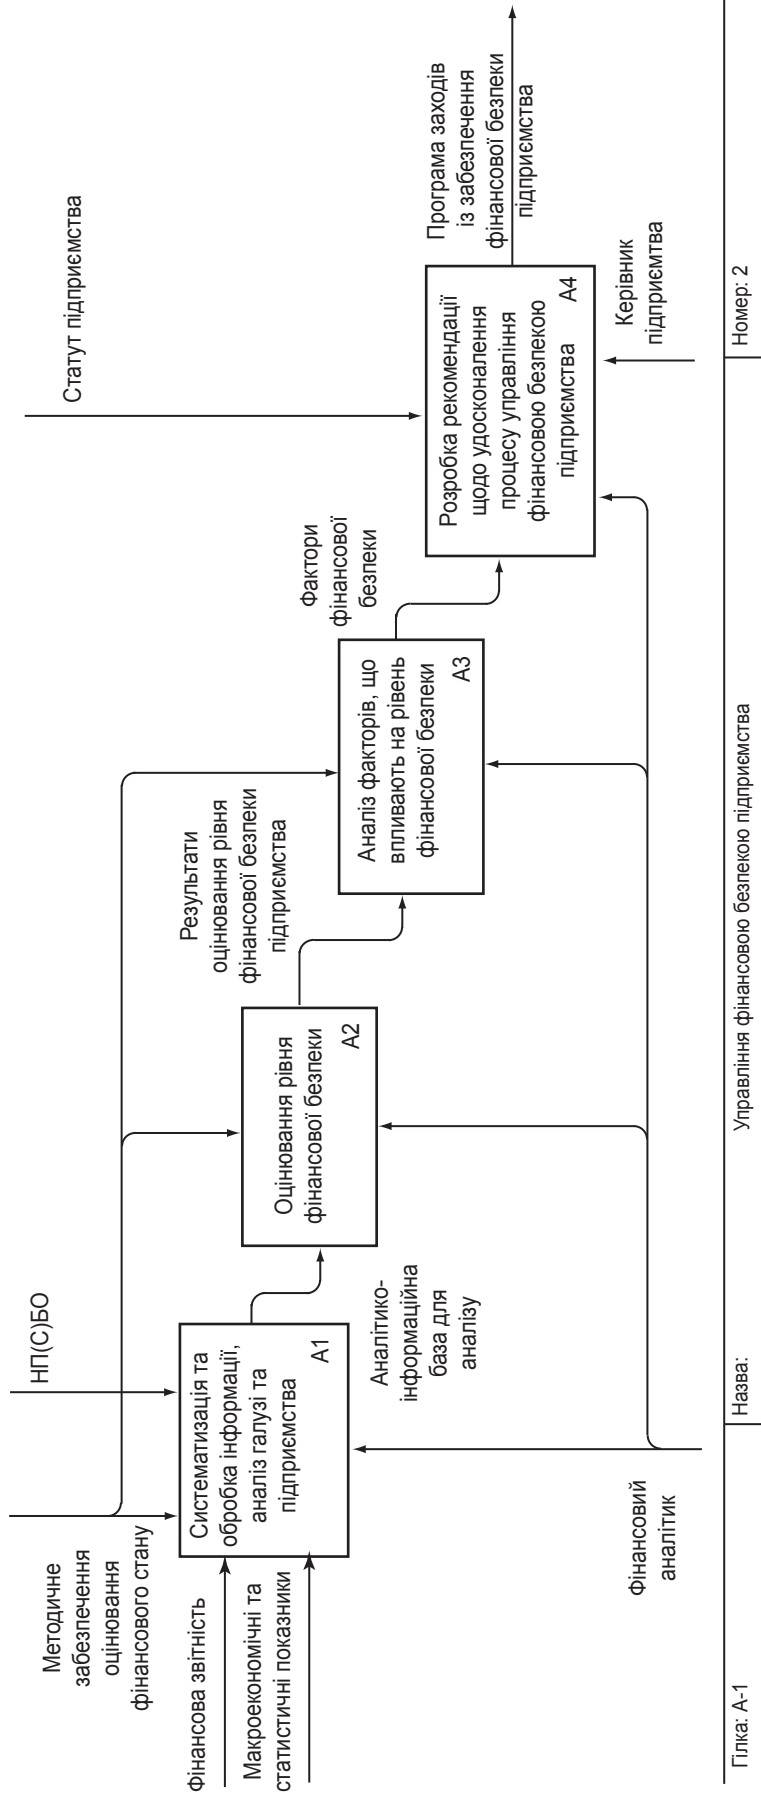 Статут підприємства
НП(С)БО
Методичне
забезпечення
оцінювання
фінансового стану
Фінансова звітність
Макроекономічні та
статистичні показники
Систематизація та
обробка інформації,
аналіз галузі та
підприємства
А1
Аналітико-
інформаційна
база для
аналізу
Оцінювання рівня
фінансової безпеки
А2
Результати
оцінювання рівня
фінансової безпеки
підприємства
Аналіз факторів, що
впливають на рівень
фінансової безпеки
А3
Фактори
фінансової
безпеки
Розробка рекомендації
щодо удосконалення
процесу управління
фінансовою безпекою
підприємства
А4
Програма заходів
із забезпечення
фінансової безпеки
підприємства
Фінансовий
аналітик
Керівник
підприємтва
Гілка: А-1
Назва:
Управління фінансовою безпекою підприємства
Номер: 2